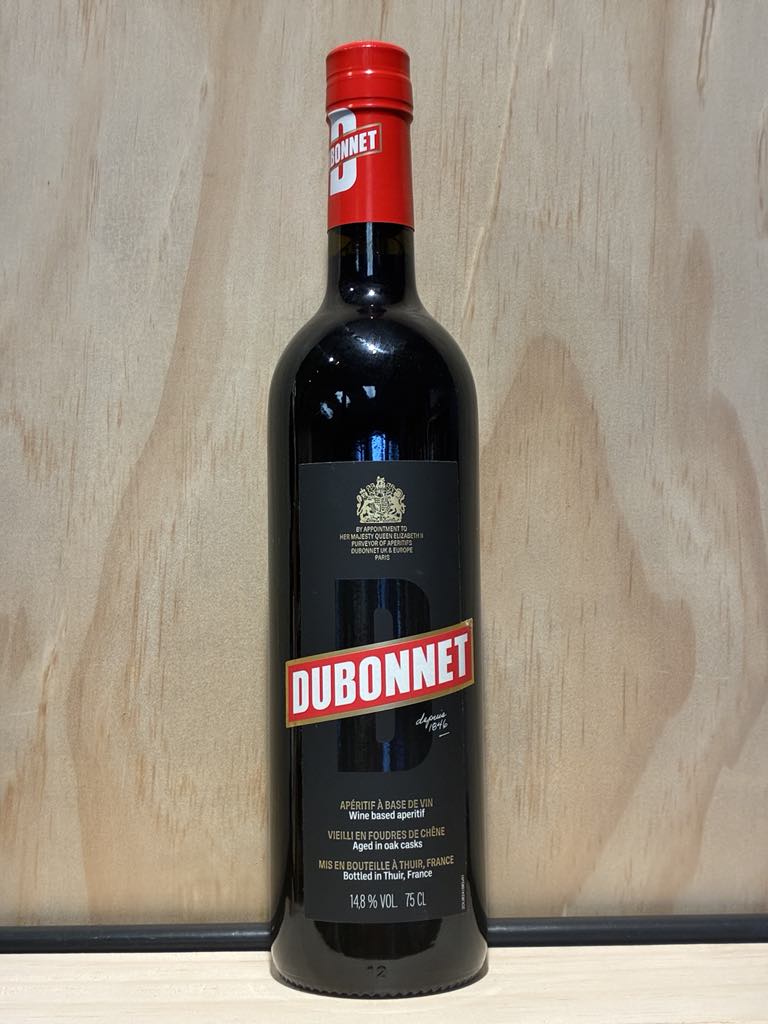 D
BONNET
BY APPOINTMENT TO
HER MAJESTY QUEEN ELIZABETH II
PURVEYOR OF APERITIFS
DUBONNET UK & EUROPE
PARIS
D
DUBONNET
depuis
1846
APÉRITIF À BASE DE VIN
Wine based aperitif
VIEILLI EN FOUDRES DE CHÊNE
Aged in oak casks
MIS EN BOUTEILLE À THUIR, FRANCE
Bottled in Thuir, France
14,8 % VOL. 75 CL
12